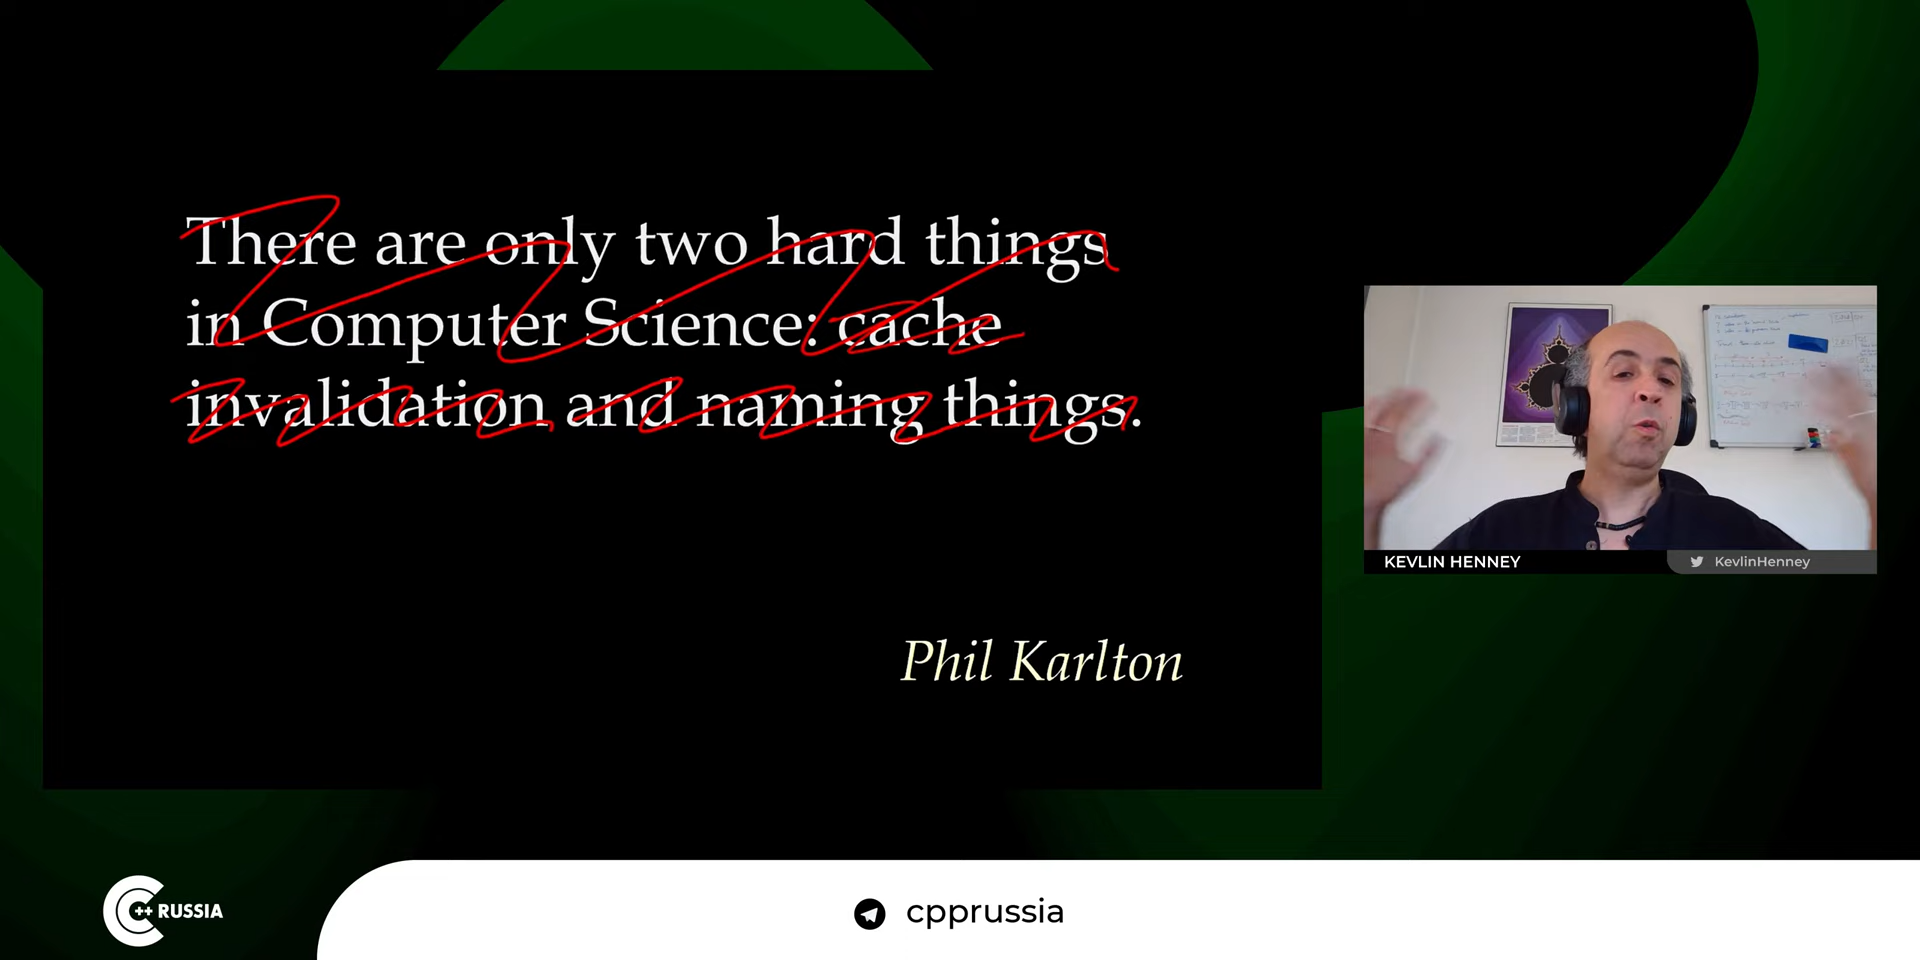 There are only two hard things
in Computer Science: cache
invalidation and naming things.
Phil Karlton
KEVLIN HENNEY
KevlinHenney
C++ RUSSIA
cpprussia